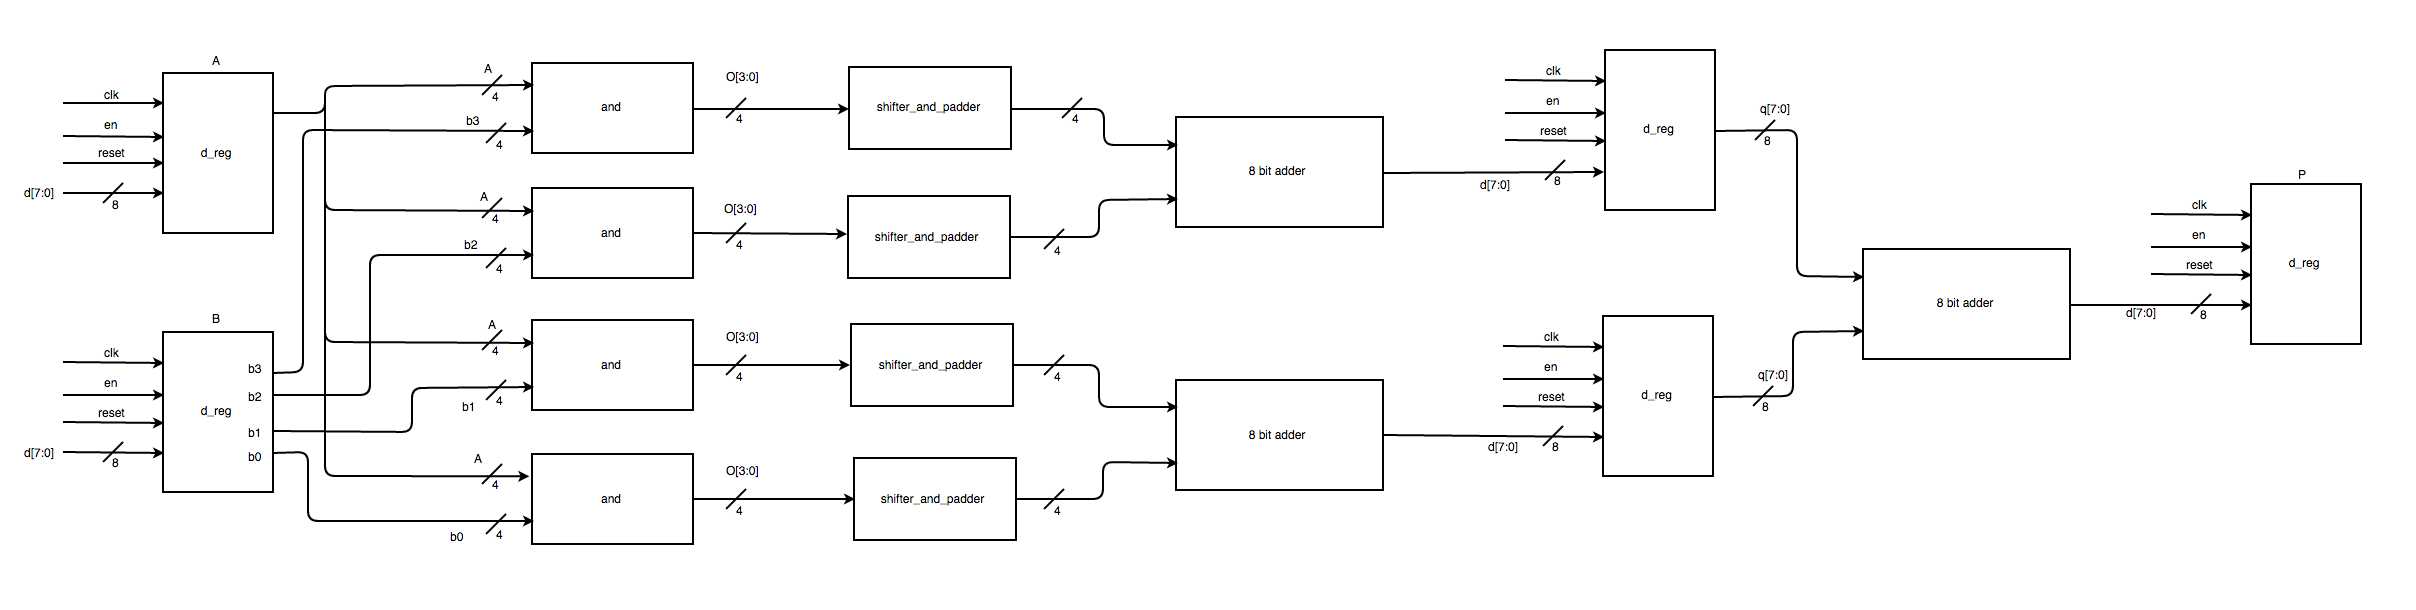 A
clk
en
reset
d[7:0]
8
d_reg
B
clk
en
reset
d[7:0]
8
d_reg
b3
b2
b1
b0
A
4
b3
4
and
O[3:0]
4
shifter_and_padder
4
A
4
b2
4
and
O[3:0]
4
shifter_and_padder
4
A
4
b1
4
and
O[3:0]
4
shifter_and_padder
4
A
4
b0
4
and
O[3:0]
4
shifter_and_padder
4
8 bit adder
d[7:0]
8
clk
en
reset
d_reg
q[7:0]
8
8 bit adder
d[7:0]
8
clk
en
reset
d_reg
q[7:0]
8
8 bit adder
d[7:0]
8
P
clk
en
reset
d_reg